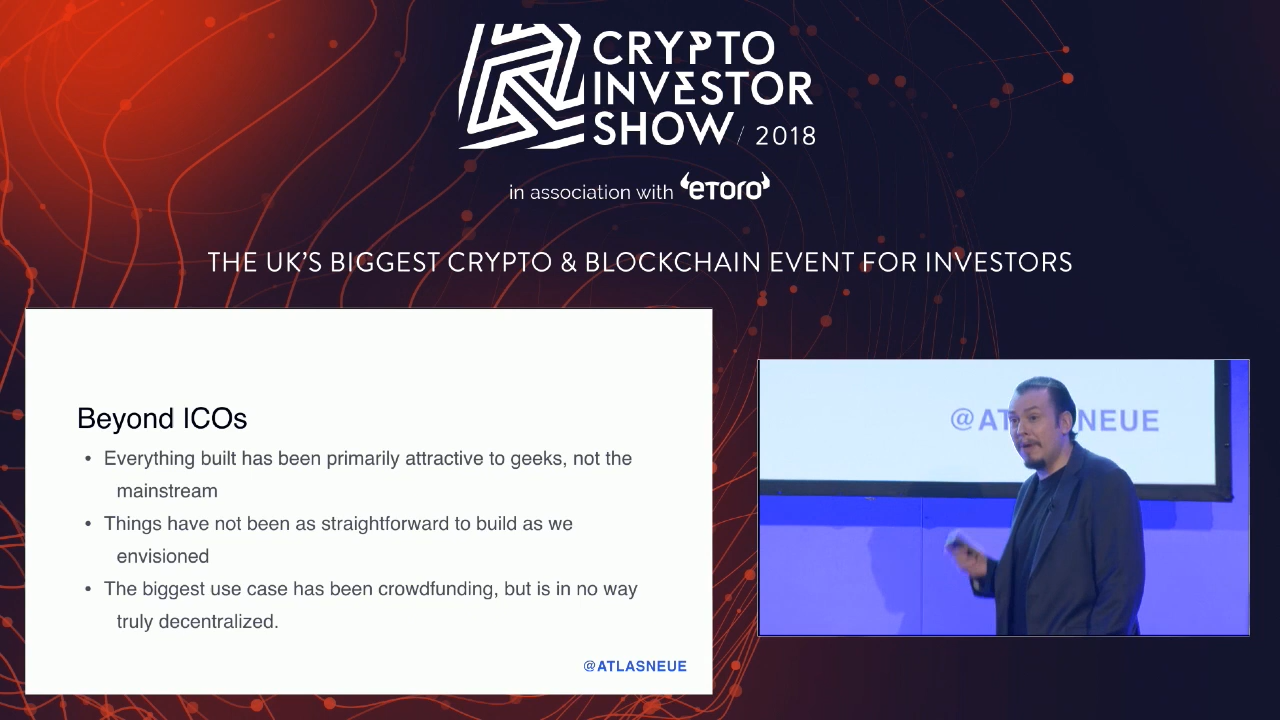 CRYPTO
INVESTOR
SHOW / 2018
in association with eToro
THE UK'S BIGGEST CRYPTO & BLOCKCHAIN EVENT FOR INVESTORS
Beyond ICOs
• Everything built has been primarily attractive to geeks, not the
mainstream
• Things have not been as straightforward to build as we
envisioned
• The biggest use case has been crowdfunding, but is in no way
truly decentralized.
@ATLASNEUE
@AT NEUE